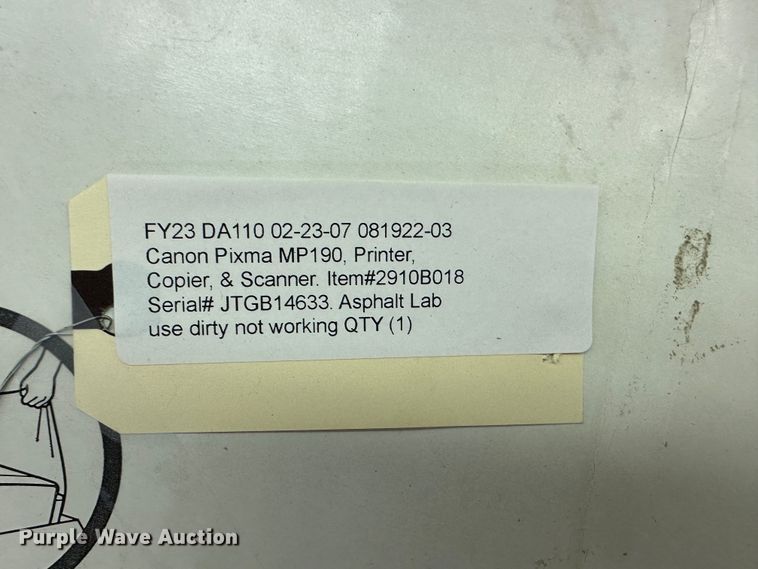 FY23 DA110 02-23-07 081922-03
Canon Pixma MP190, Printer,
Copier, & Scanner. Item#2910B018
Serial# JTGB14633. Asphalt Lab
use dirty not working QTY (1)
Purple Wave Auction